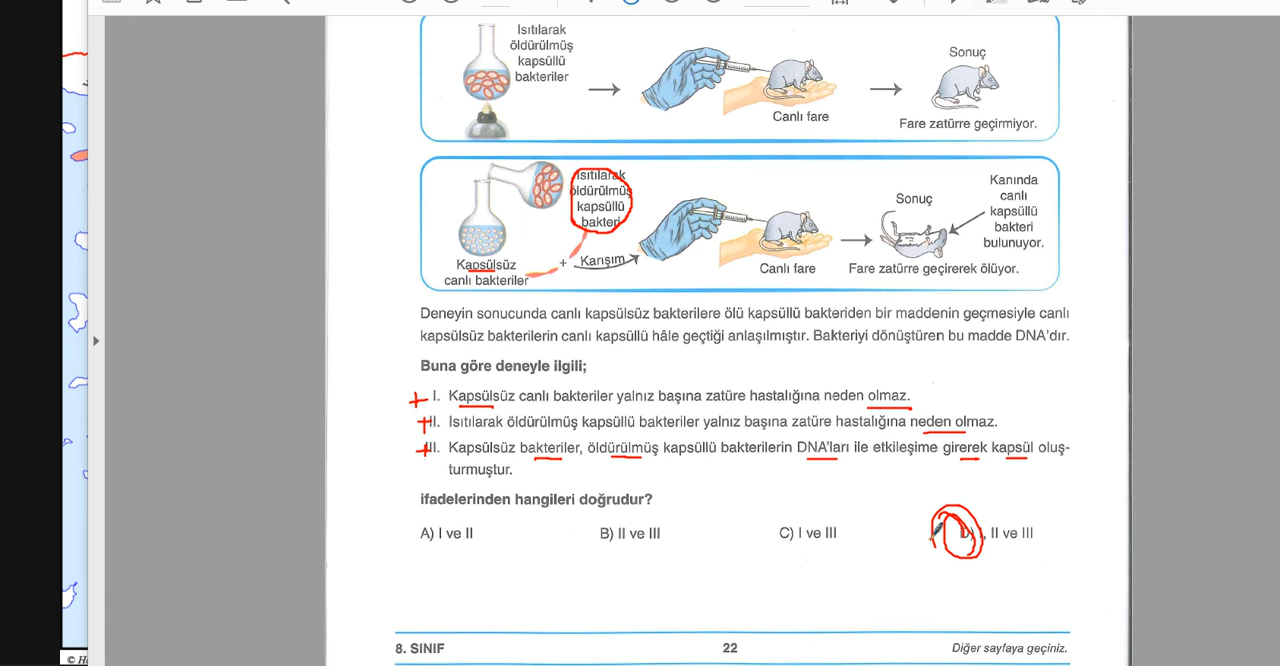 Isıtılarak
öldürülmüş
kapsüllü
bakteriler
Canlı fare
Sonuç
Fare zatürre geçirmiyor.
Isıtılarak
öldürülmüş
kapsüllü
bakteri
Kapsülsüz
canlı bakteriler
+ Karışım
Canlı fare
Sonuç
Fare zatürre geçirerek ölüyor.
Kanında
canlı
kapsüllü
bakteri
bulunuyor.
Deneyin sonucunda canlı kapsülsüz bakterilere ölü kapsüllü bakteriden bir maddenin geçmesiyle canlı
kapsülsüz bakterilerin canlı kapsüllü hâle geçtiği anlaşılmıştır. Bakteriyi dönüştüren bu madde DNA'dır.
Buna göre deneyle ilgili;
I. Kapsülsüz canlı bakteriler yalnız başına zatüre hastalığına neden olmaz.
II. Isıtılarak öldürülmüş kapsüllü bakteriler yalnız başına zatüre hastalığına neden olmaz.
III. Kapsülsüz bakteriler, öldürülmüş kapsüllü bakterilerin DNA'ları ile etkileşime girerek kapsül oluş-
turmuştur.
ifadelerinden hangileri doğrudur?
A) I ve II
B) II ve III
C) I ve III
D) I, II ve III
8. SINIF
22
Diğer sayfaya geçiniz.